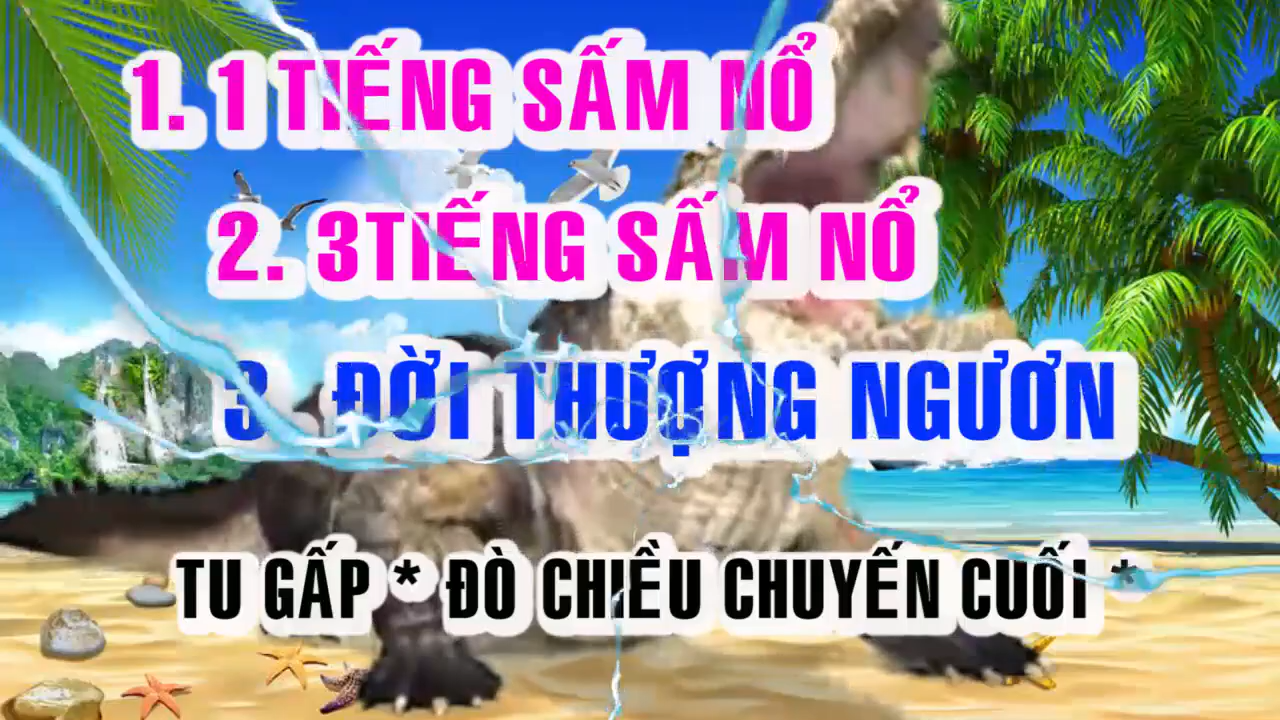 1. 1 TIẾNG SẤM NỔ
2. 3TIẾNG SẤM NỔ
3. ĐỜI THƯỢNG NGƯƠN
TU GẤP * ĐÒ CHIỀU CHUYẾN CUỐI *